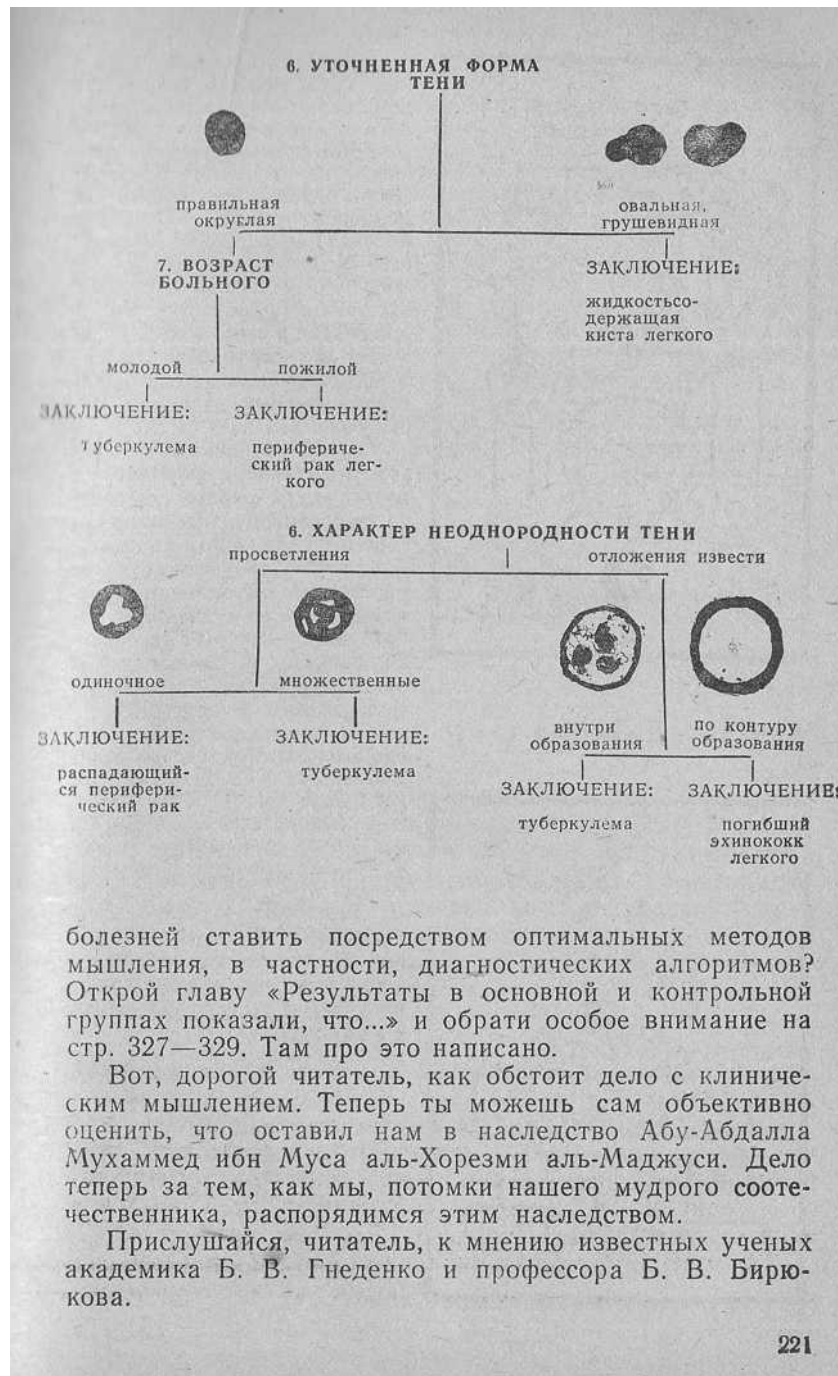 6. УТОЧНЕННАЯ ФОРМА
ТЕНИ
правильная
округлая
овальная,
грушевидная
7. ВОЗРАСТ
БОЛЬНОГО
ЗАКЛЮЧЕНИЕ:
жидкостьсо-
держащая
киста легкого
молодой
пожилой
ЗАКЛЮЧЕНИЕ:
ЗАКЛЮЧЕНИЕ:
туберкулема
перифериче-
ский рак лег-
кого
6. ХАРАКТЕР НЕОДНОРОДНОСТИ ТЕНИ
просветления
отложения извести
одиночное
множественные
внутри
образования
по контуру
образования
ЗАКЛЮЧЕНИЕ:
распадающий-
ся перифери-
ческий рак
ЗАКЛЮЧЕНИЕ:
туберкулема
ЗАКЛЮЧЕНИЕ:
туберкулема
ЗАКЛЮЧЕНИЕ:
погибший
эхинококк
легкого
болезней ставить посредством оптимальных методов
мышления, в частности, диагностических алгоритмов?
Открой главу «Результаты в основной и контрольной
группах показали, что...» и обрати особое внимание на
стр. 327—329. Там про это написано.
Вот, дорогой читатель, как обстоит дело с клиниче-
ским мышлением. Теперь ты можешь сам объективно
оценить, что оставил нам в наследство Абу-Абдалла
Мухаммед ибн Муса аль-Хорезми аль-Маджуси. Дело
теперь за тем, как мы, потомки нашего мудрого сооте-
чественника, распорядимся этим наследством.
Прислушайся, читатель, к мнению известных ученых
академика Б. В. Гнеденко и профессора Б. В. Бирю-
кова.
221